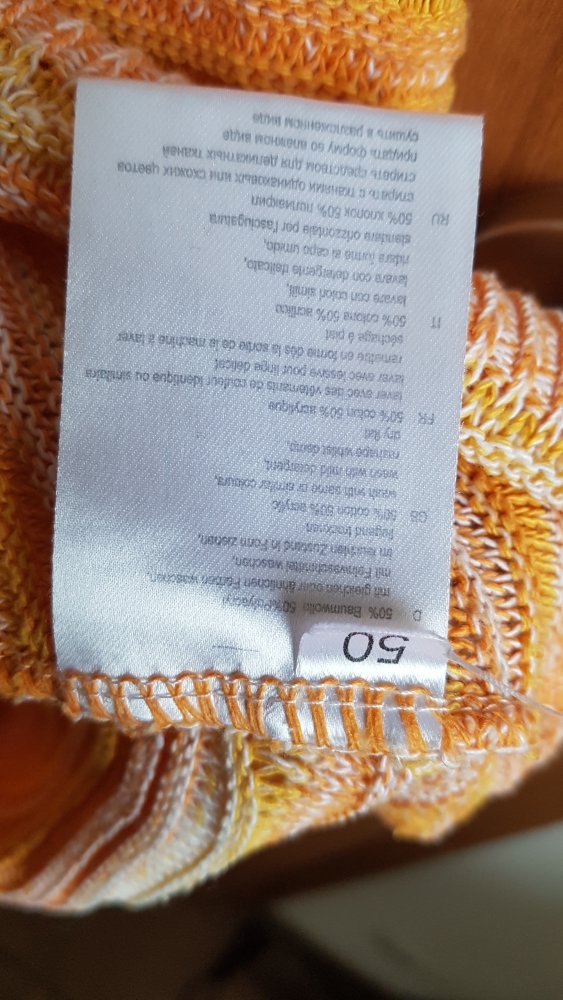 50
D 50% Baumwolle 50% Polyacryl
mit gleichen oder ähnlichen Farben waschen,
mit Feinwaschmittel waschen,
im feuchten Zustand in Form ziehen,
liegend trocknen
GB 50% cotton 50% acrylic
wash with same or similar colours,
wash with mild detergent,
reshape whilst damp,
dry flat
FR 50% coton 50% acrylique
laver avec des vêtements de couleur identique ou similaire
laver avec lessive pour linge délicat
remettre en forme dès la sortie de la machine à laver
séchage à plat
IT 50% cotone 50% acrilico
lavare con colori simili,
lavare con detergente delicato,
ridare forma al capo umido,
stendere orizzontale per l'asciugatura
RU 50% хлопок 50% полиакрил
стирать с тканями одинаковых или схожих цветов
стирать средством для деликатных тканей
придать форму во влажном виде
сушить в разложенном виде